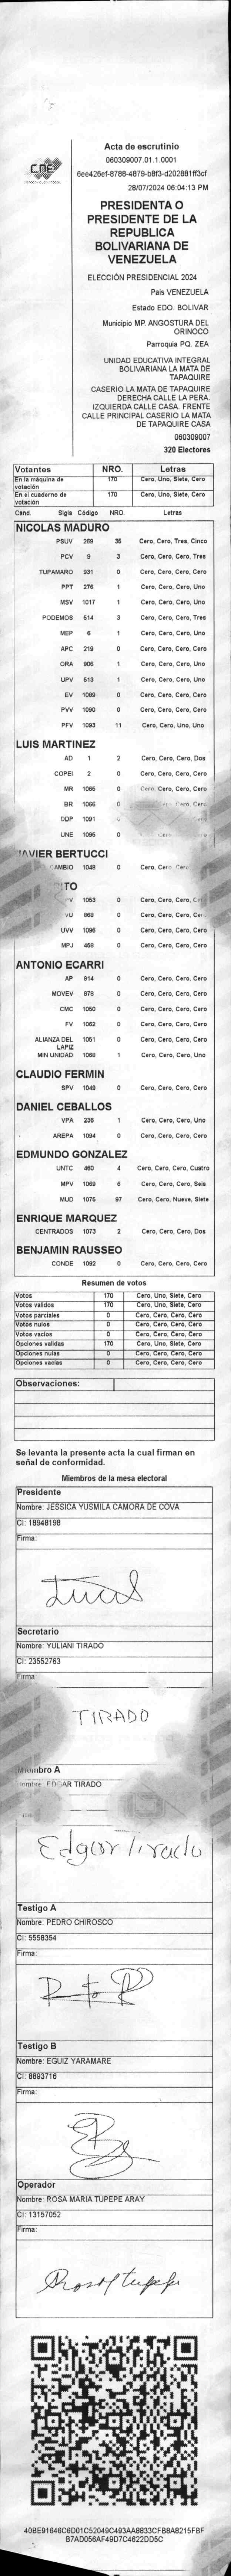 CNE
Acta de escrutinio
060309007.01.1.0001
6ee426ef-8788-4879-b8f3-d202881ff3cf
28/07/2024 06:04:13 PM
PRESIDENTA O
PRESIDENTE DE LA
REPUBLICA
BOLIVARIANA DE
VENEZUELA
ELECCIÓN PRESIDENCIAL 2024
Pais VENEZUELA
Estado EDO. BOLIVAR
Municipio MP. ANGOSTURA DEL
ORINOCO
Parroquia PQ. ZEA
UNIDAD EDUCATIVA INTEGRAL
BOLIVARIANA LA MATA DE
TAPAQUIRE
CASERIO LA MATA DE TAPAQUIRE
DERECHA CALLE LA PERA.
IZQUIERDA CALLE CASA. FRENTE
CALLE PRINCIPAL CASERIO LA MATA
DE TAPAQUIRE CASA
060309007
320 Electores
Votantes NRO. Letras
En la máquina de votación 170 Cero, Uno, Siete, Cero
En el cuaderno de votación 170 Cero, Uno, Siete, Cero
Cand. Sigla Código NRO. Letras
NICOLAS MADURO
PSUV 269 35 Cero, Cero, Tres, Cinco
PCV 9 3 Cero, Cero, Cero, Tres
TUPAMARO 931 0 Cero, Cero, Cero, Cero
PPT 276 1 Cero, Cero, Cero, Uno
MSV 1017 1 Cero, Cero, Cero, Uno
PODEMOS 514 3 Cero, Cero, Cero, Tres
MEP 6 1 Cero, Cero, Cero, Uno
APC 219 0 Cero, Cero, Cero, Cero
ORA 906 1 Cero, Cero, Cero, Uno
UPV 513 1 Cero, Cero, Cero, Uno
EV 1089 0 Cero, Cero, Cero, Cero
PVV 1090 0 Cero, Cero, Cero, Cero
PFV 1093 11 Cero, Cero, Uno, Uno
LUIS MARTINEZ
AD 1 2 Cero, Cero, Cero, Dos
COPEI 2 0 Cero, Cero, Cero, Cero
MR 1065 0 Cero, Cero, Cero, Cero
BR 1066 0 Cero, Cero
DDP 1091 0
UNE 1095 0 Cero
JAVIER BERTUCCI
CAMBIO 1048 0 Cero, Cero, Cero
1053 0 Cero, Cero, Cero
868 0 Cero, Cero, Cero
UVV 1096 0 Cero, Cero, Cero, Cero
MPJ 458 0 Cero, Cero, Cero, Cero
ANTONIO ECARRI
AP 814 0 Cero, Cero, Cero, Cero
MOVEV 878 0 Cero, Cero, Cero, Cero
CMC 1050 0 Cero, Cero, Cero, Cero
FV 1062 0 Cero, Cero, Cero, Cero
ALIANZA DEL LAPIZ 1051 0 Cero, Cero, Cero, Cero
MIN UNIDAD 1068 1 Cero, Cero, Cero, Uno
CLAUDIO FERMIN
SPV 1049 0 Cero, Cero, Cero, Cero
DANIEL CEBALLOS
VPA 236 1 Cero, Cero, Cero, Uno
AREPA 1094 0 Cero, Cero, Cero, Cero
EDMUNDO GONZALEZ
UNTC 460 4 Cero, Cero, Cero, Cuatro
MPV 1069 6 Cero, Cero, Cero, Seis
MUD 1075 97 Cero, Cero, Nueve, Siete
ENRIQUE MARQUEZ
CENTRADOS 1073 2 Cero, Cero, Cero, Dos
BENJAMIN RAUSSEO
CONDE 1092 0 Cero, Cero, Cero, Cero
Resumen de votos
Votos 170 Cero, Uno, Siete, Cero
Votos validos 170 Cero, Uno, Siete, Cero
Votos parciales 0 Cero, Cero, Cero, Cero
Votos nulos 0 Cero, Cero, Cero, Cero
Votos vacios 0 Cero, Cero, Cero, Cero
Opciones validas 170 Cero, Uno, Siete, Cero
Opciones nulas 0 Cero, Cero, Cero, Cero
Opciones vacias 0 Cero, Cero, Cero, Cero
Observaciones:
Se levanta la presente acta la cual firman en
señal de conformidad.
Miembros de la mesa electoral
Presidente
Nombre: JESSICA YUSMILA CAMORA DE COVA
CI: 18948198
Firma:
Secretario
Nombre: YULIANI TIRADO
CI: 23552763
Firma
TIRADO
Miembro A
Nombre: EDGAR TIRADO
Edgar Tirado
Testigo A
Nombre: PEDRO CHIROSCO
CI: 5558354
Firma:
Testigo B
Nombre: EGUIZ YARAMARE
CI: 8893716
Firma:
Operador
Nombre: ROSA MARIA TUPEPE ARAY
CI: 13157052
Firma:
Rosa tupepe
40BE91646C6D01C52049C493AA8833CFB8A8215FBF
B7AD056AF49D7C4622DD5C